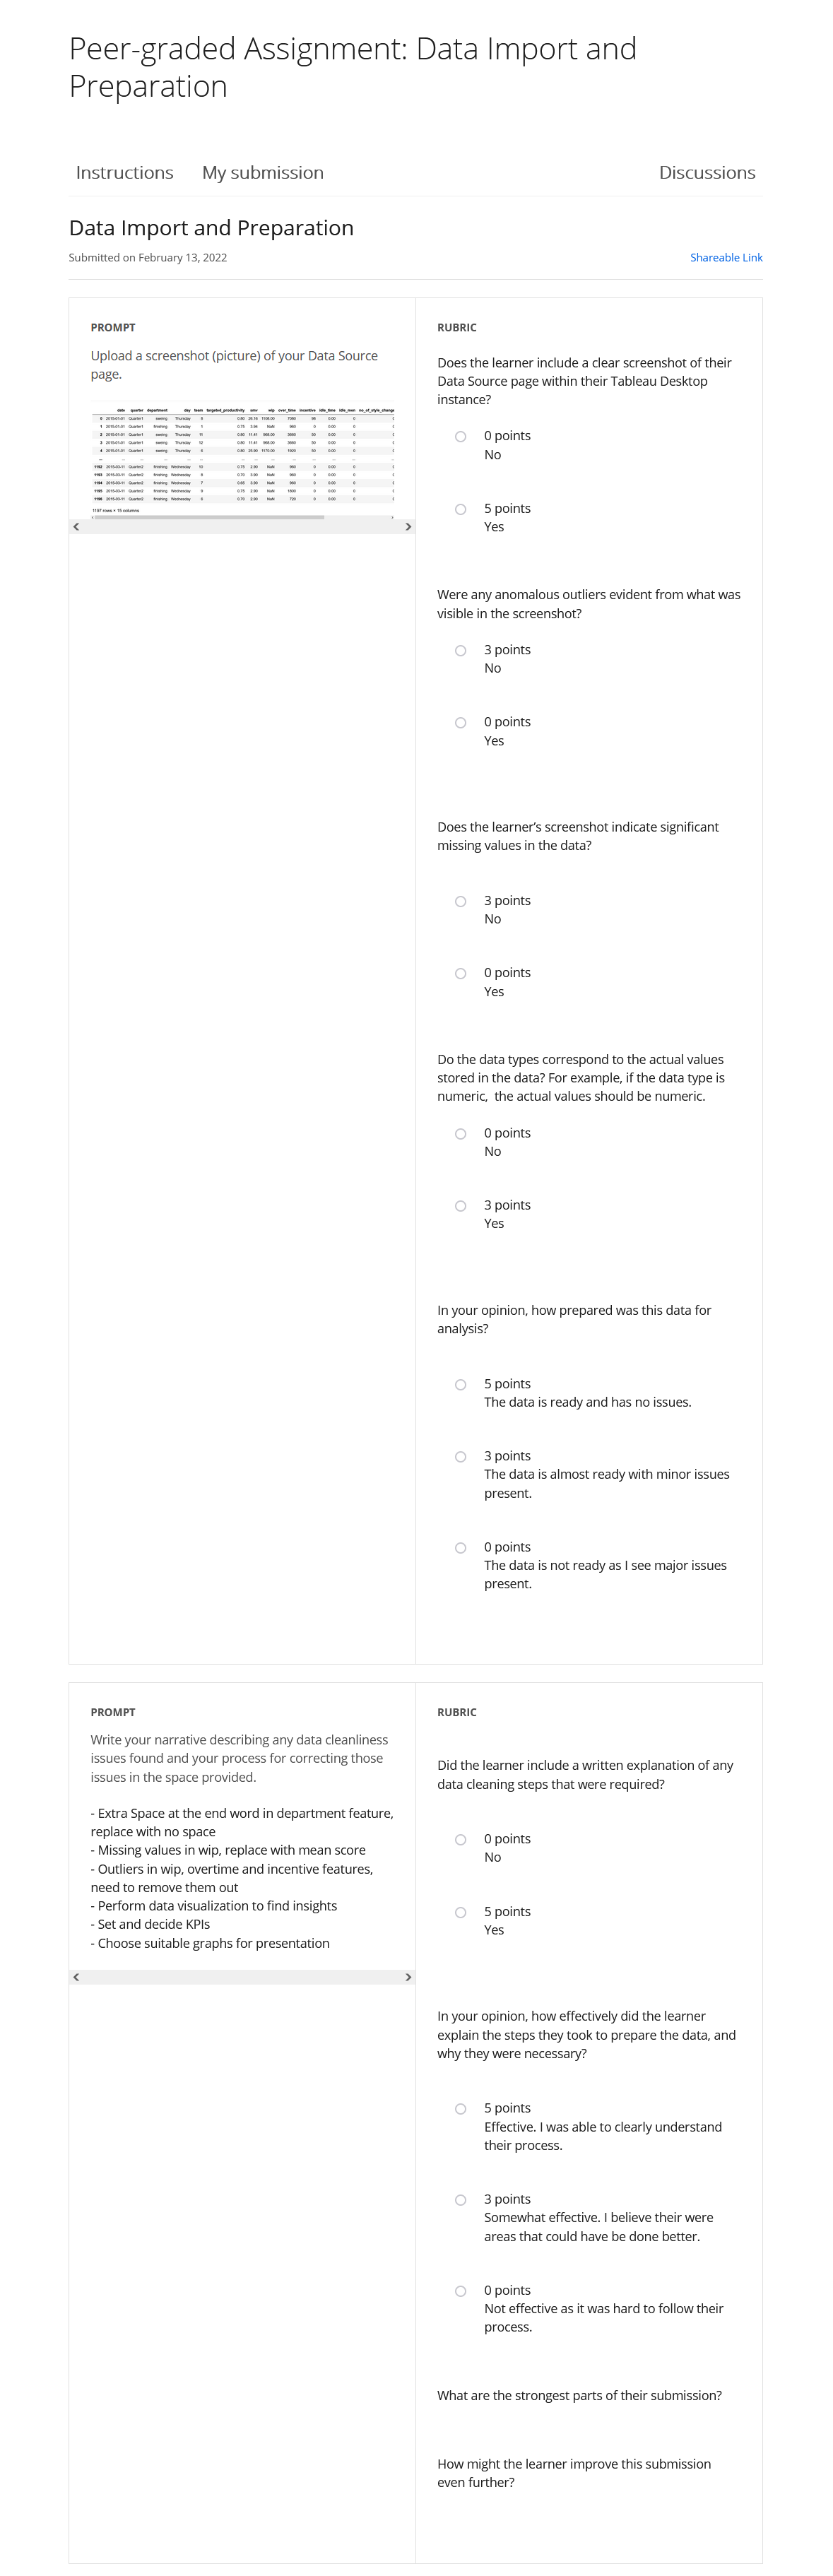 Peer-graded Assignment: Data Import and
Preparation
Instructions My submission Discussions
Data Import and Preparation
Submitted on February 13, 2022 Shareable Link
PROMPT
Upload a screenshot (picture) of your Data Source
page.
date quarter department day team targeted_productivity smv wip over_time incentive idle_time idle_men no_of_style_change
1197 rows × 15 columns
RUBRIC
Does the learner include a clear screenshot of their
Data Source page within their Tableau Desktop
instance?
0 points
No
5 points
Yes
Were any anomalous outliers evident from what was
visible in the screenshot?
3 points
No
0 points
Yes
Does the learner’s screenshot indicate significant
missing values in the data?
3 points
No
0 points
Yes
Do the data types correspond to the actual values
stored in the data? For example, if the data type is
numeric,  the actual values should be numeric.
0 points
No
3 points
Yes
In your opinion, how prepared was this data for
analysis?
5 points
The data is ready and has no issues.
3 points
The data is almost ready with minor issues
present.
0 points
The data is not ready as I see major issues
present.
PROMPT
Write your narrative describing any data cleanliness
issues found and your process for correcting those
issues in the space provided.
- Extra Space at the end word in department feature,
replace with no space
- Missing values in wip, replace with mean score
- Outliers in wip, overtime and incentive features,
need to remove them out
- Perform data visualization to find insights
- Set and decide KPIs
- Choose suitable graphs for presentation
RUBRIC
Did the learner include a written explanation of any
data cleaning steps that were required?
0 points
No
5 points
Yes
In your opinion, how effectively did the learner
explain the steps they took to prepare the data, and
why they were necessary?
5 points
Effective. I was able to clearly understand
their process.
3 points
Somewhat effective. I believe their were
areas that could have be done better.
0 points
Not effective as it was hard to follow their
process.
What are the strongest parts of their submission?
How might the learner improve this submission
even further?